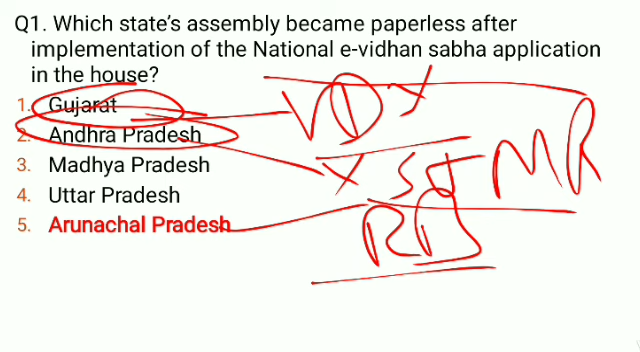 Q1. Which state's assembly became paperless after
implementation of the National e-vidhan sabha application
in the house?
1. Gujarat
2. Andhra Pradesh
3. Madhya Pradesh
4. Uttar Pradesh
5. Arunachal Pradesh